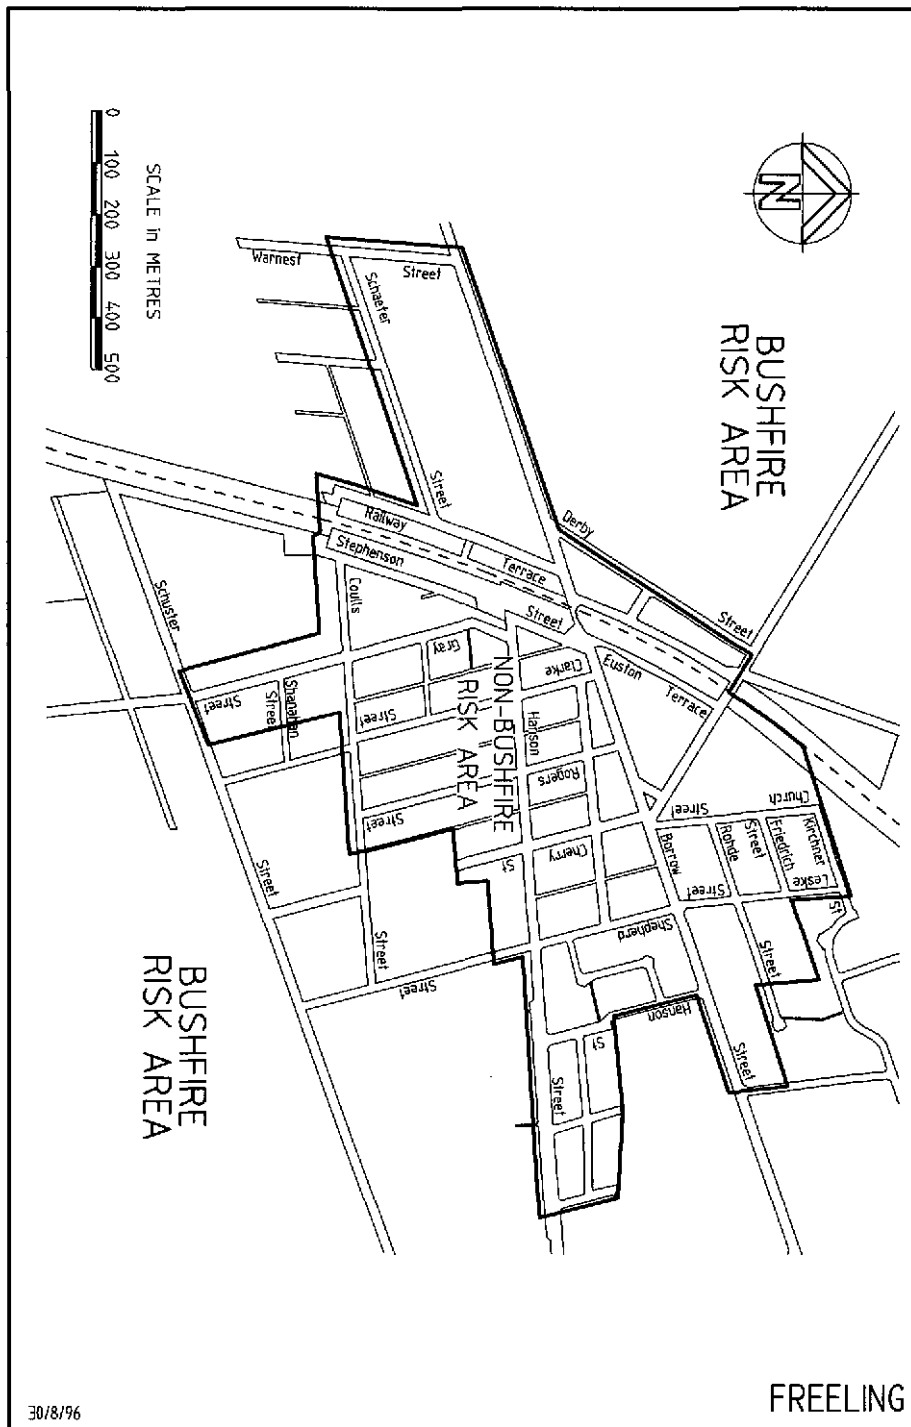 0
100
200
300
400
500
SCALE in METRES
N
BUSHFIRE
RISK AREA
Warnest
Street
Schaefer
Street
Railway
Terrace
Stephenson
Street
Derby
Street
Euston
Terrace
Coulls
Street
Schuster
Street
Gray
Street
Shanahan
Street
NON-BUSHFIRE
RISK AREA
Clarke
Street
Hanson
St
Street
Rogers
Street
Cherry
Church
Street
Kirchner
Friedrich
Street
Rohde
Street
Leske
St
Borrow
Street
Street
Shepherd
Street
Hanson
St
BUSHFIRE
RISK AREA
30/8/96
FREELING